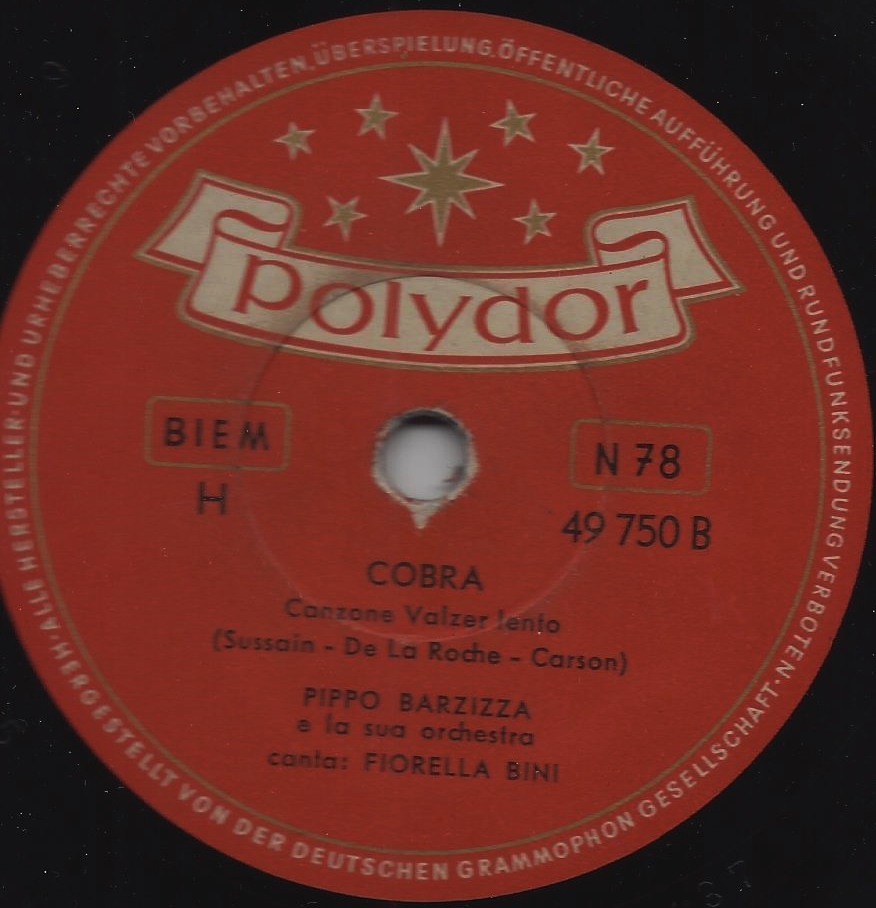 ·ALLE HERSTELLER-UND URHEBERRECHTE VORBEHALTEN.ÜBERSPIELUNG,ÖFFENTLICHE AUFFÜHRUNG UND RUNDFUNKSENDUNG VERBOTEN·
polydor
BIEM
N 78
H
49 750 B
COBRA
Canzone Valzer lento
(Sussain - De La Roche - Carson)
PIPPO BARZIZZA
e la sua orchestra
canta: FIORELLA BINI
HERGESTELLT VON DER DEUTSCHEN GRAMMOPHON GESELLSCHAFT·